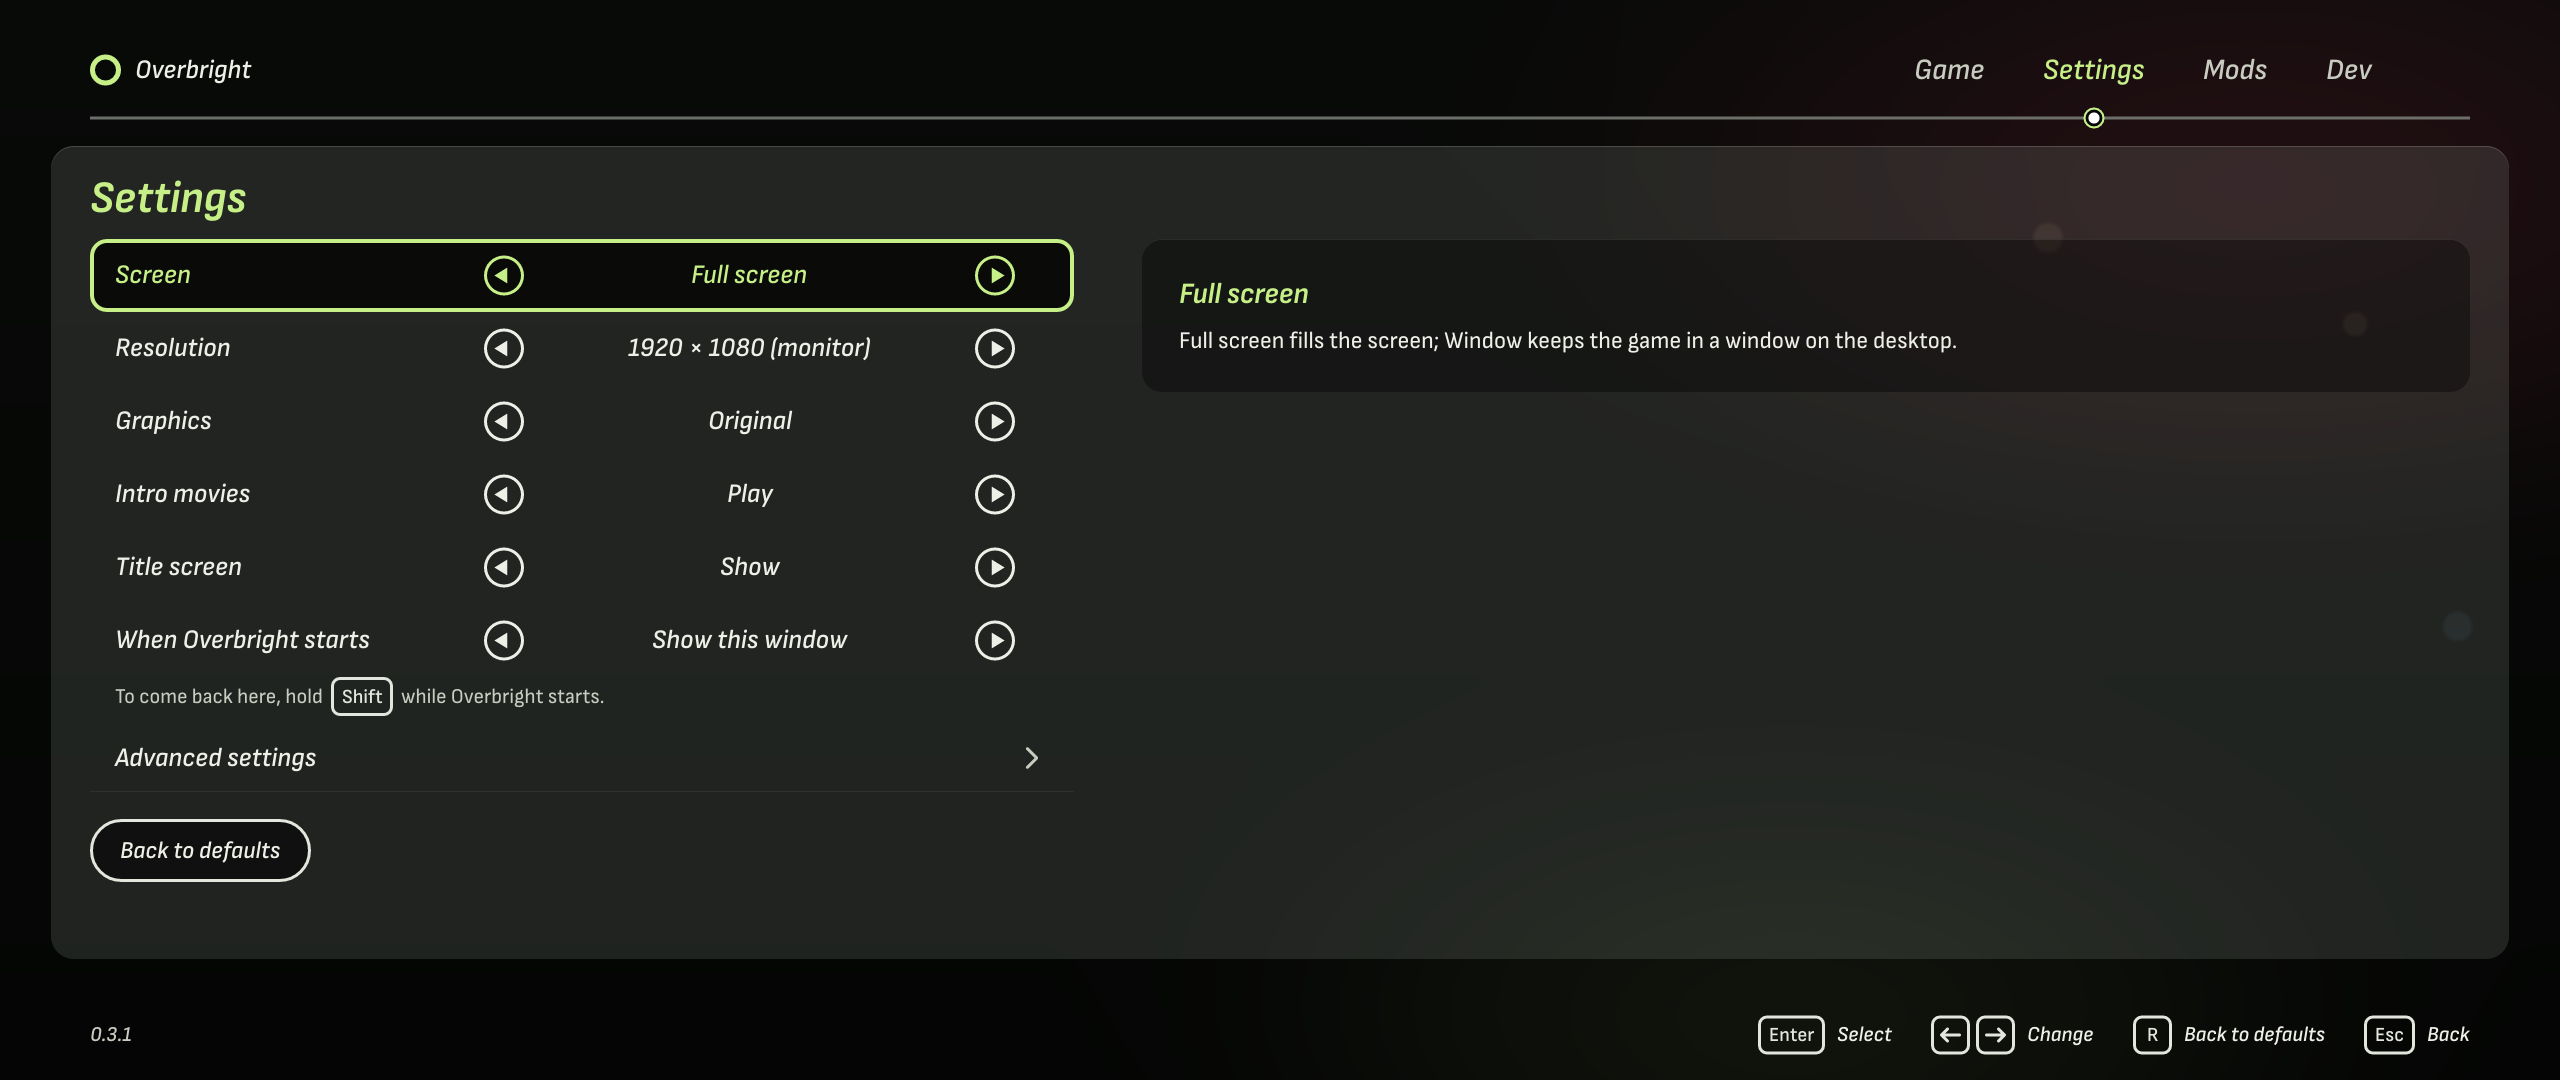 Overbright
Game Settings Mods Dev
Settings
Screen Full screen
Resolution 1920 × 1080 (monitor)
Graphics Original
Intro movies Play
Title screen Show
When Overbright starts Show this window
To come back here, hold Shift while Overbright starts.
Advanced settings
Back to defaults
Full screen
Full screen fills the screen; Window keeps the game in a window on the desktop.
0.3.1
Enter Select ← → Change R Back to defaults Esc Back